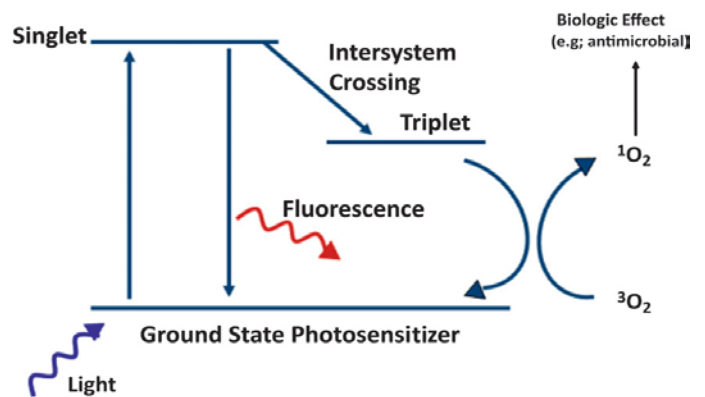 Biologic Effect
(e.g; antimicrobial】
Singlet
Intersystem
Crossing
Triplet
¹O₂
Fluorescence
³O₂
Ground State Photosensitizer
Light